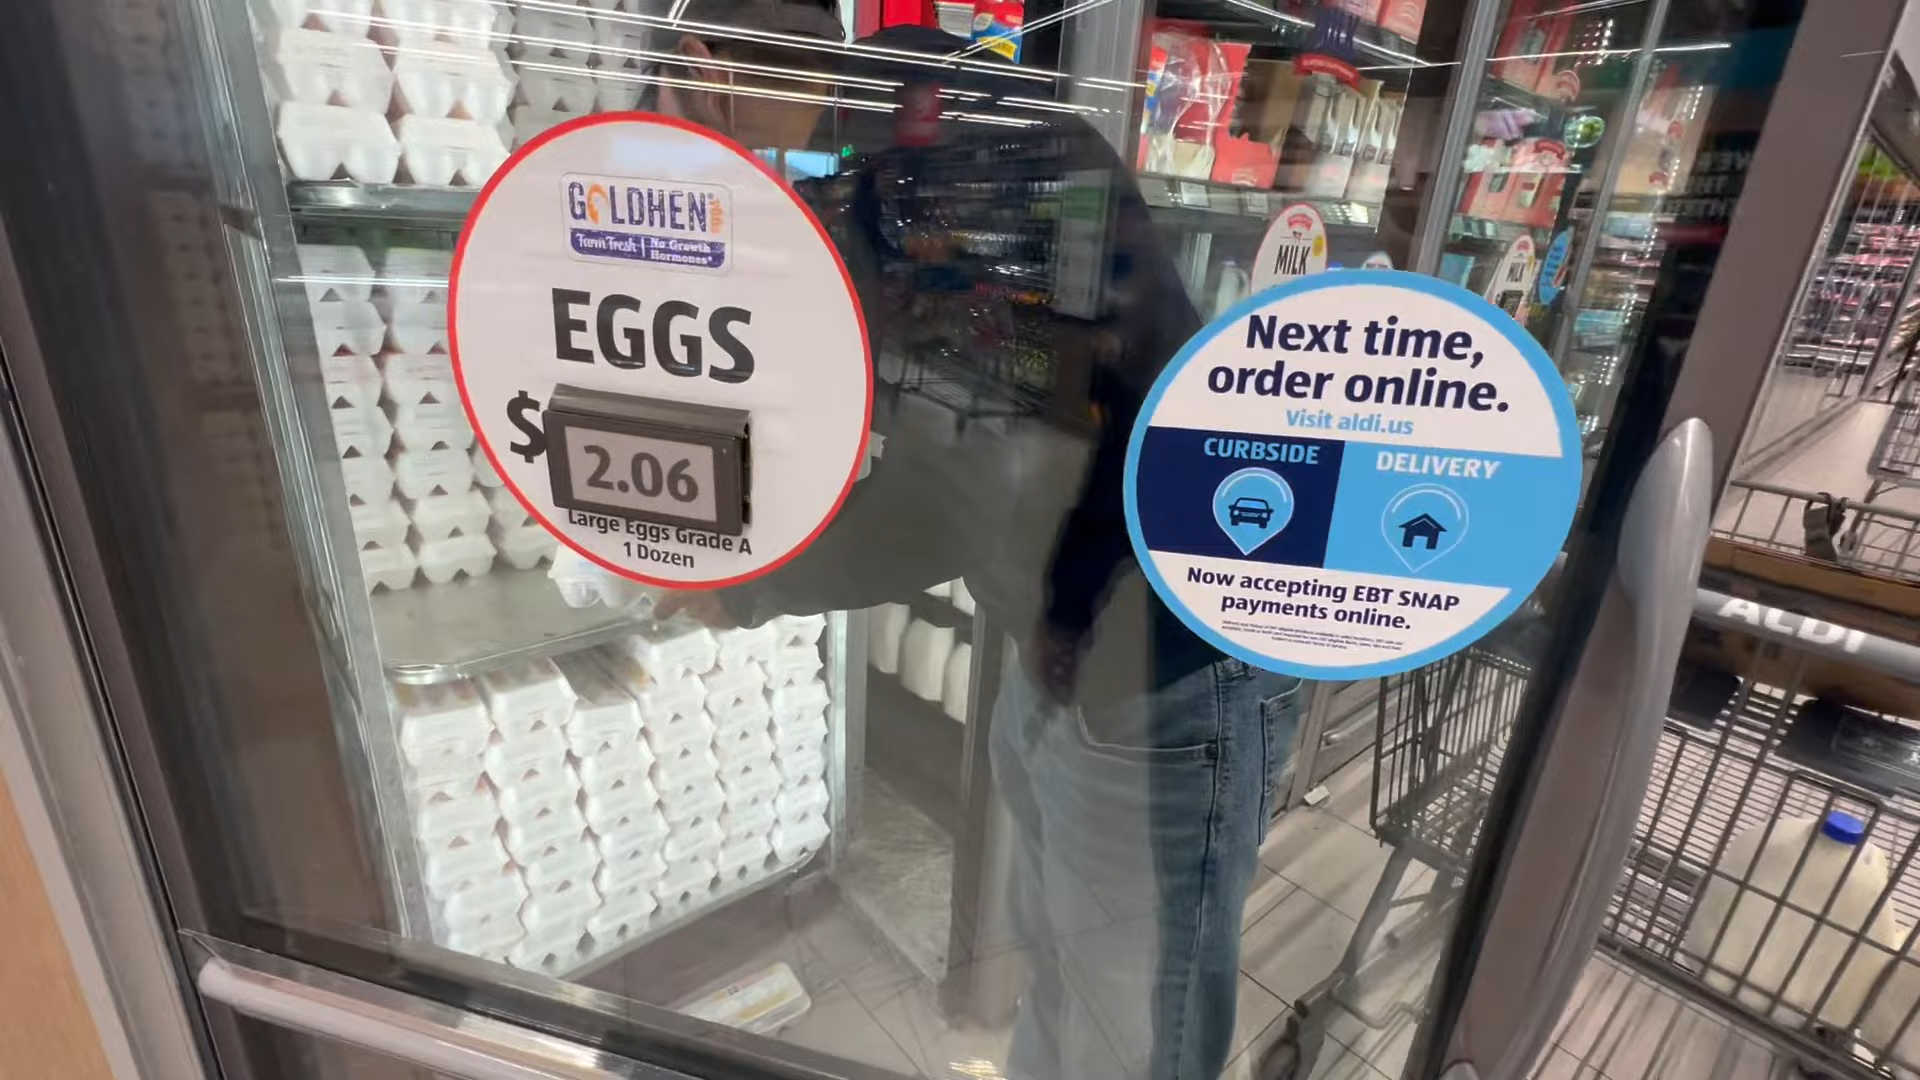 GOLDHEN
Farm Fresh
No Growth
Hormones*
EGGS
$
2.06
Large Eggs Grade A
1 Dozen
MILK
Next time,
order online.
Visit aldi.us
CURBSIDE
DELIVERY
Now accepting EBT SNAP
payments online.
ALDI